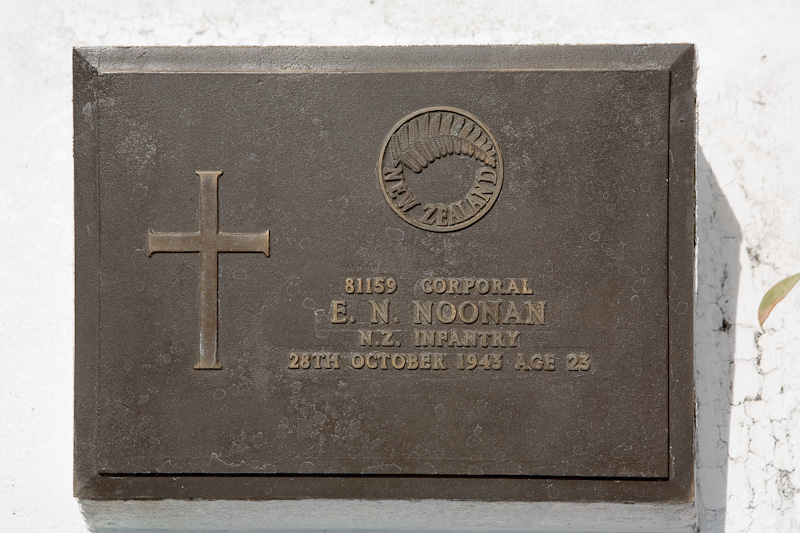 NEW ZEALAND
81159 CORPORAL
E. N. NOONAN
N.Z. INFANTRY
28TH OCTOBER 1943 AGE 23